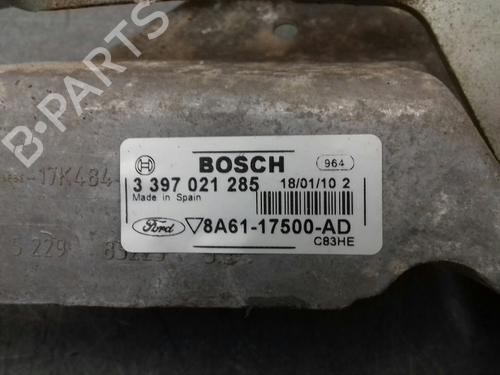 B-PARTS
BOSCH 964
3 397 021 285 18/01/10 2
Made in Spain
Ford 8A61-17500-AD
C83HE
-17K484